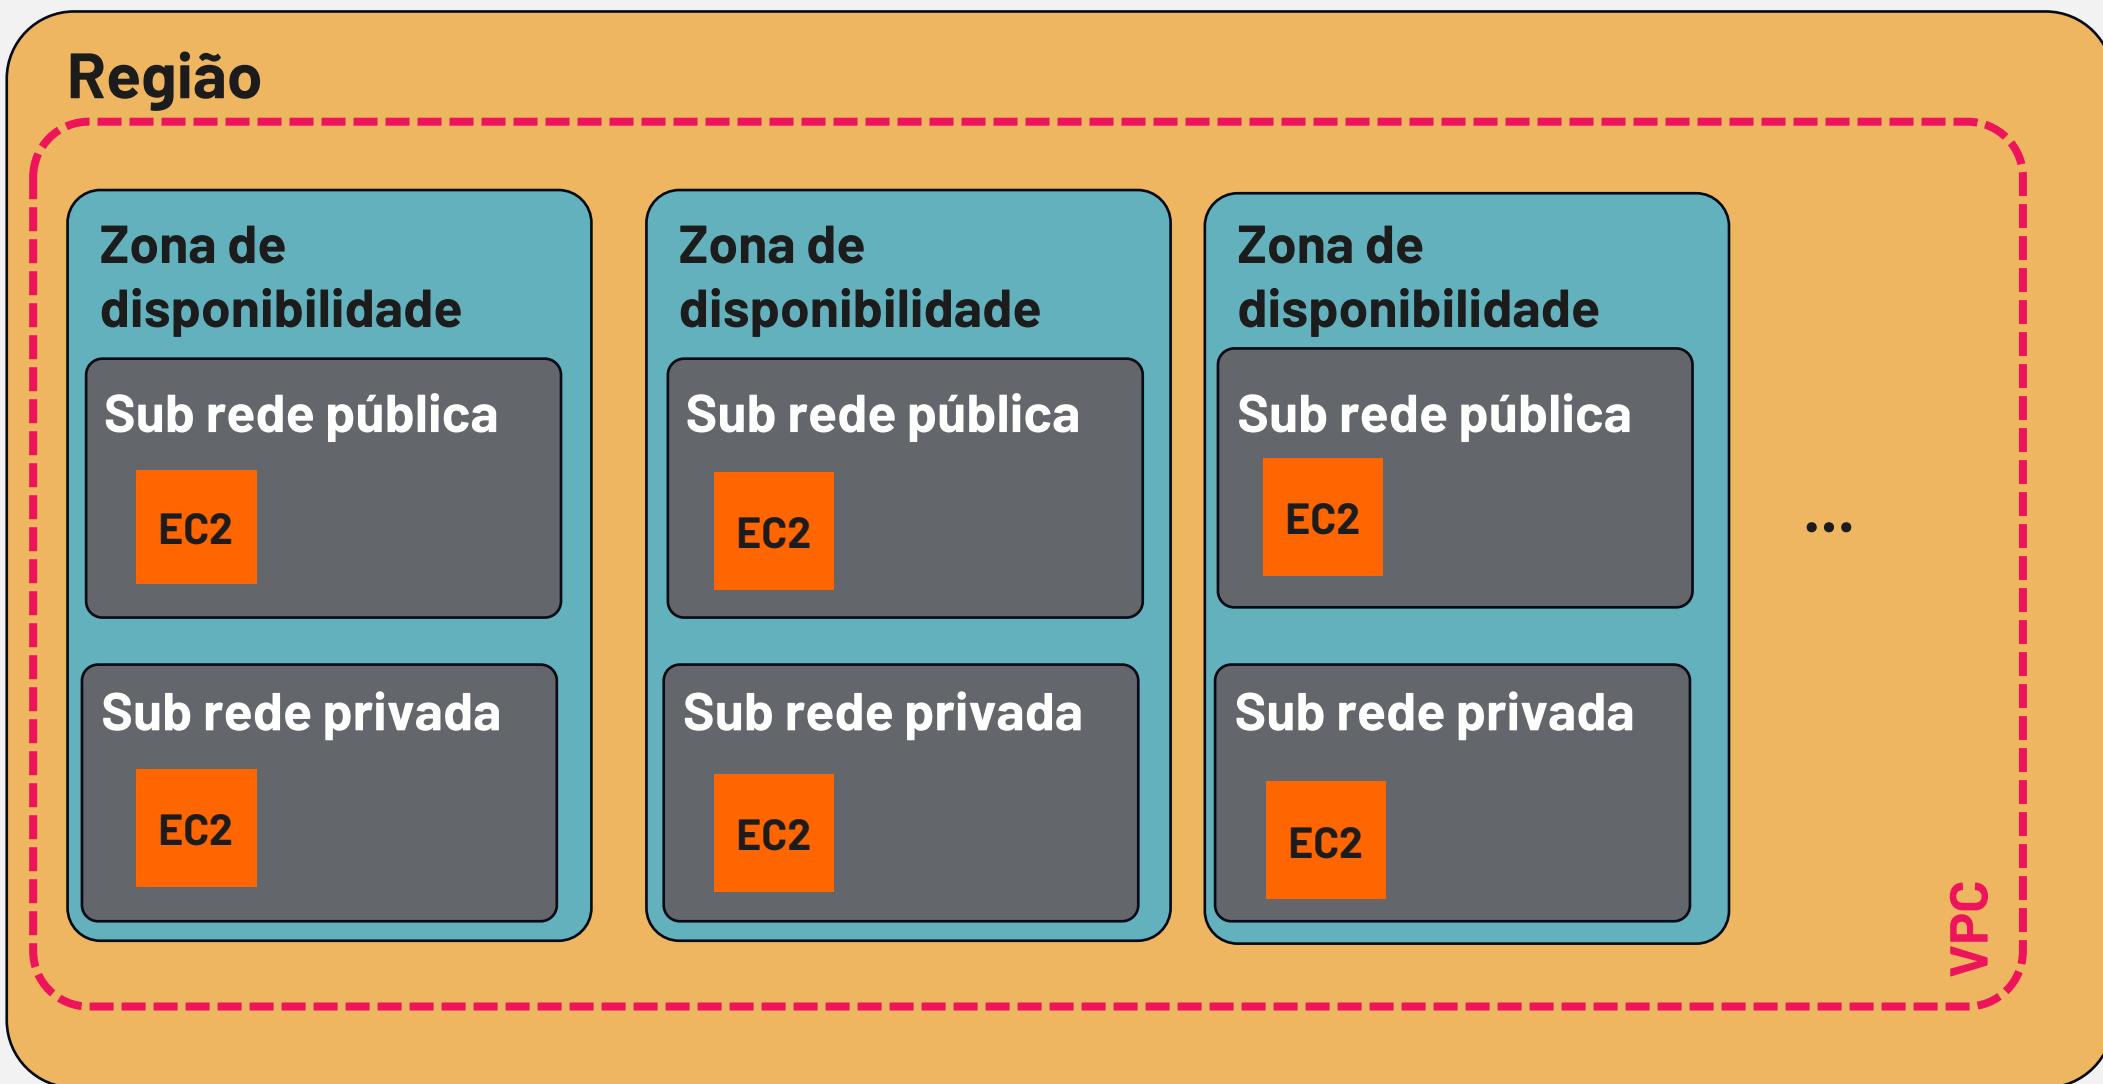 Região
Zona de
disponibilidade
Sub rede pública
EC2
Sub rede privada
EC2
Zona de
disponibilidade
Sub rede pública
EC2
Sub rede privada
EC2
Zona de
disponibilidade
Sub rede pública
EC2
Sub rede privada
EC2
...
VPC